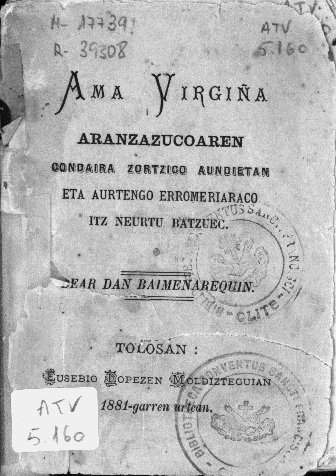 M-17739
R-39308
ATV
5.160
AMA VIRGIÑA
ARANZAZUCOAREN
CONDAIRA ZORTZICO AUNDIETAN
ETA AURTENGO ERROMERIARACO
ITZ NEURTU BATZUEC.
BEAR DAN BAIMENAREQUIN.
TOLOSAN:
EUSEBIO LOPEZEN MOLDIZTEGUIAN
1881-garren urtean.
ATV
5.160